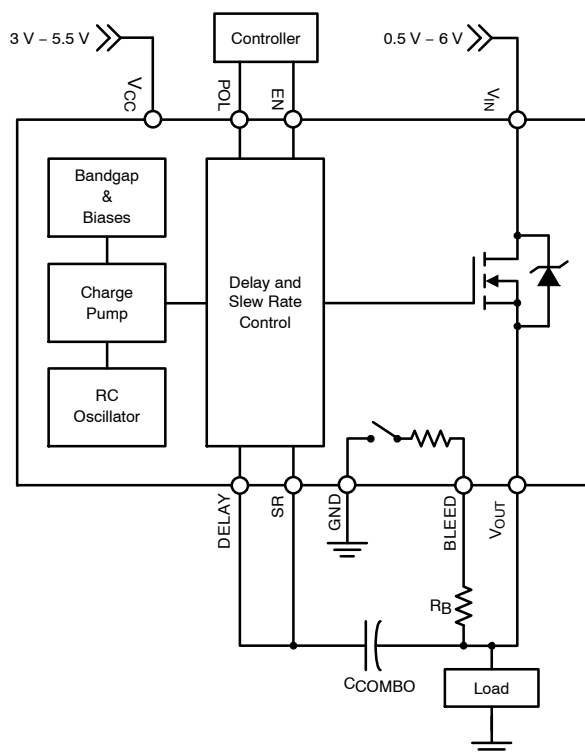 3 V – 5.5 V
Controller
0.5 V – 6 V
VCC
POL
EN
VIN
Bandgap
&
Biases
Charge
Pump
RC
Oscillator
Delay and
Slew Rate
Control
DELAY
SR
GND
BLEED
VOUT
RB
CCOMBO
Load